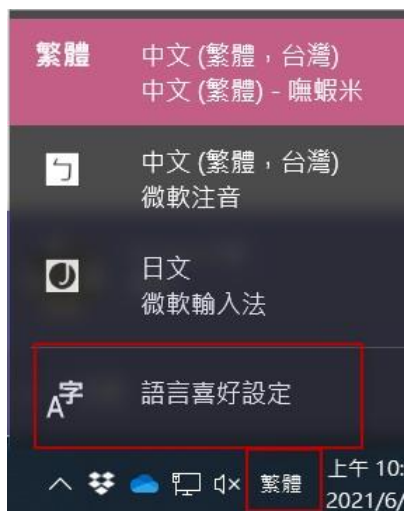 繁體
中文 (繁體，台灣)
中文 (繁體) - 嘸蝦米
ㄅ
中文 (繁體，台灣)
微軟注音
J
日文
微軟輸入法
A字
語言喜好設定
繁體
上午 10:
2021/6/